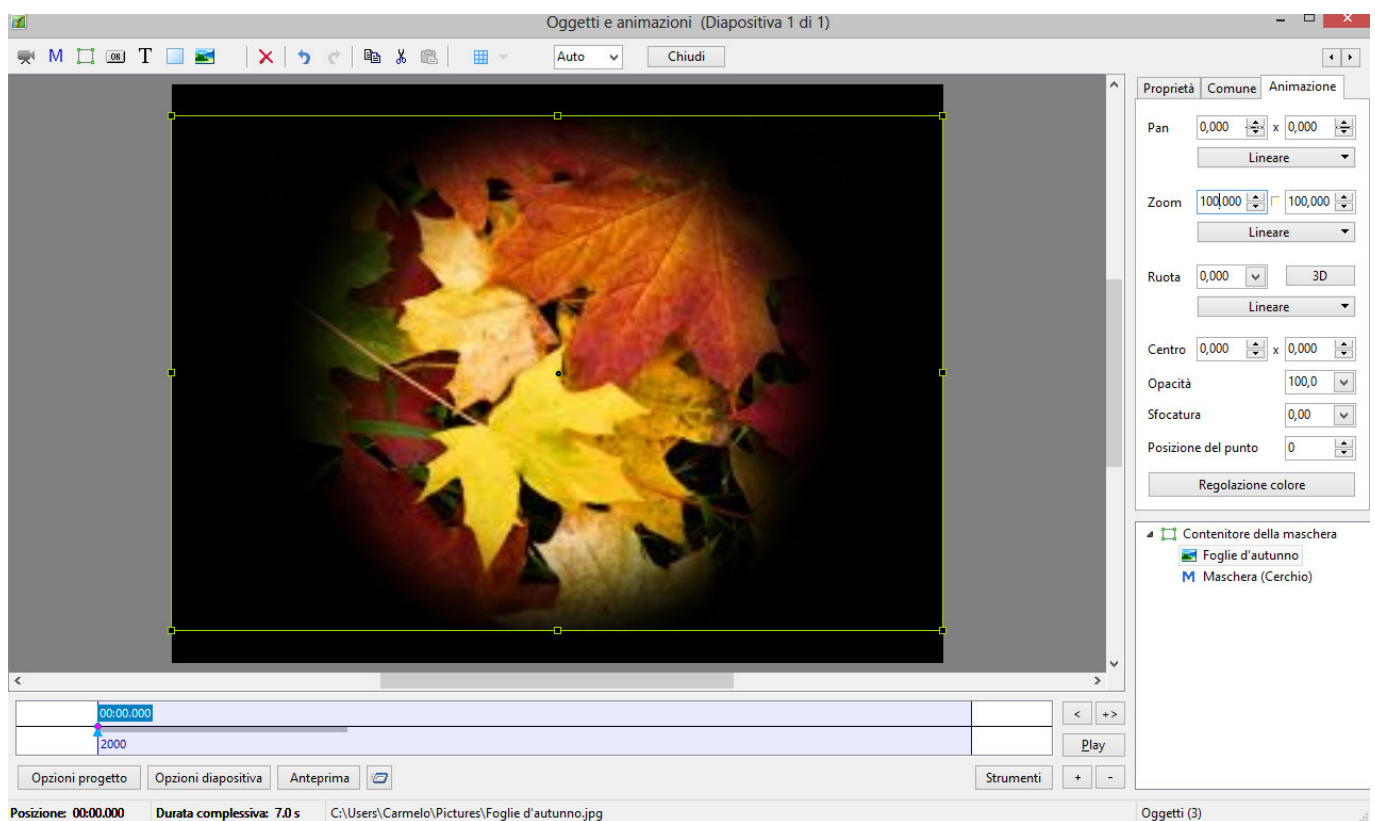 Oggetti e animazioni (Diapositiva 1 di 1)
M OK T Auto Chiudi
Proprietà Comune Animazione
Pan 0,000 x 0,000
Lineare
Zoom 100,000 100,000
Lineare
Ruota 0,000 3D
Lineare
Centro 0,000 x 0,000
Opacità 100,0
Sfocatura 0,00
Posizione del punto 0
Regolazione colore
Contenitore della maschera
Foglie d'autunno
M Maschera (Cerchio)
00:00.000
2000
< +>
Play
Opzioni progetto Opzioni diapositiva Anteprima Strumenti + -
Posizione: 00:00.000 Durata complessiva: 7.0 s C:\Users\Carmelo\Pictures\Foglie d'autunno.jpg Oggetti (3)